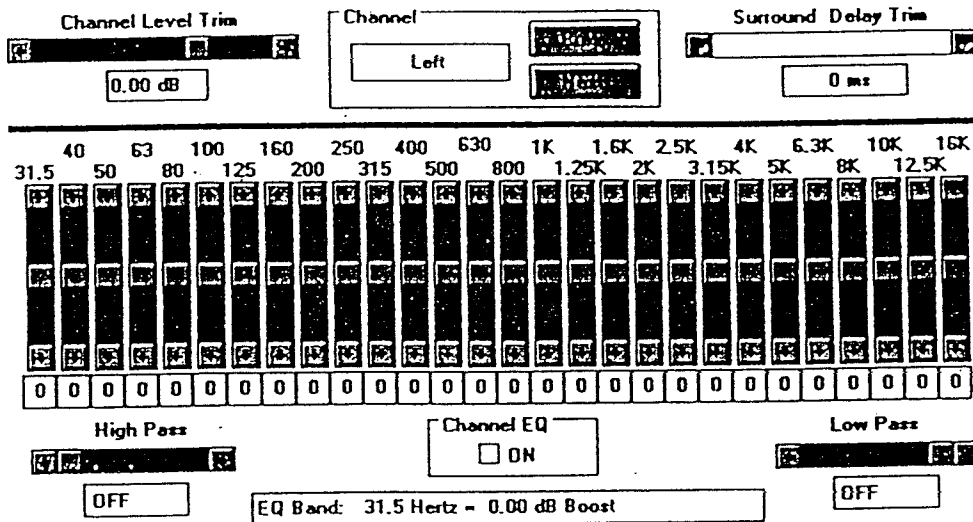 Channel Level Trim
0.00 dB
Channel
Left
Surround Delay Trim
0 ms
40 63 100 160 250 400 630 1K 1.6K 2.5K 4K 6.3K 10K 16K
31.5 50 80 125 200 315 500 800 1.25K 2K 3.15K 5K 8K 12.5K
0 0 0 0 0 0 0 0 0 0 0 0 0 0 0 0 0 0 0 0 0 0 0 0 0 0 0 0
High Pass
OFF
Channel EQ
ON
Low Pass
OFF
EQ Band: 31.5 Hertz = 0.00 dB Boost